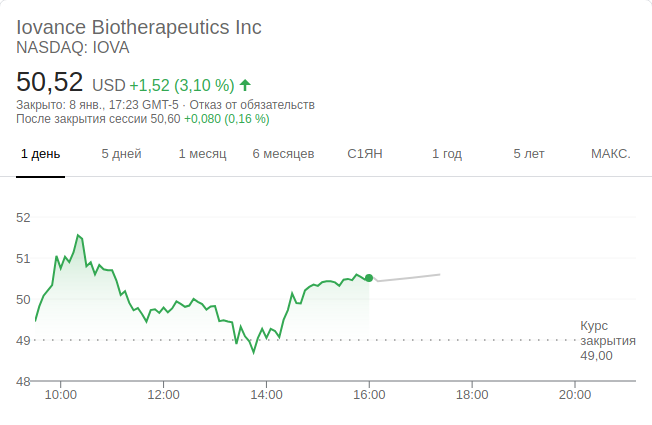 Iovance Biotherapeutics Inc
NASDAQ: IOVA
50,52 USD +1,52 (3,10 %)
Закрыто: 8 янв., 17:23 GMT-5 · Отказ от обязательств
После закрытия сессии 50,60 +0,080 (0,16 %)
1 день 5 дней 1 месяц 6 месяцев С1ЯН 1 год 5 лет МАКС.
52
51
50
Курс
49 закрытия
49,00
48
10:00 12:00 14:00 16:00 18:00 20:00